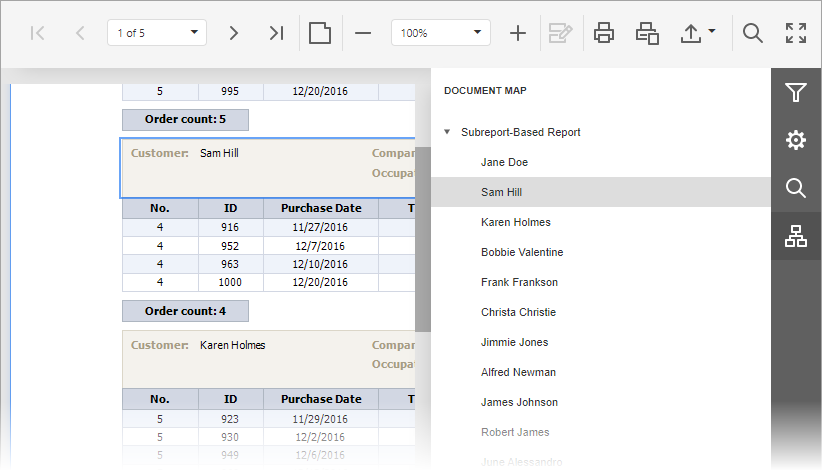 1 of 5
100%
5 995 12/20/2016
Order count: 5
Customer: Sam Hill Compan
Occupat
No. ID Purchase Date T
4 916 11/27/2016
4 952 12/7/2016
4 963 12/10/2016
4 1000 12/20/2016
Order count: 4
Customer: Karen Holmes Compan
Occupat
No. ID Purchase Date T
5 923 11/29/2016
5 930 12/2/2016
5 949 12/6/2016
DOCUMENT MAP
Subreport-Based Report
Jane Doe
Sam Hill
Karen Holmes
Bobbie Valentine
Frank Frankson
Christa Christie
Jimmie Jones
Alfred Newman
James Johnson
Robert James
June Alessandro